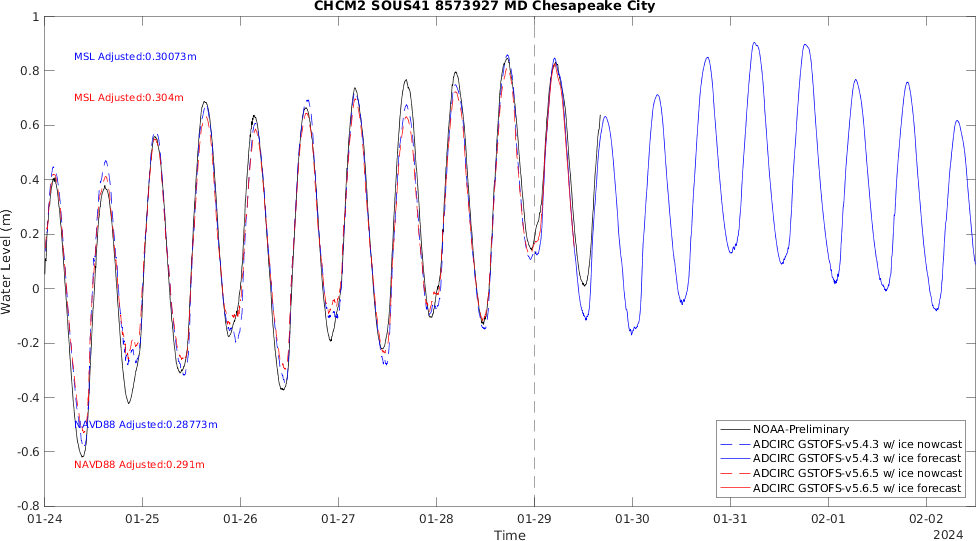 CHCM2 SOUS41 8573927 MD Chesapeake City
Water Level (m)
1
0.8
0.6
0.4
0.2
0
-0.2
-0.4
-0.6
-0.8
MSL Adjusted:0.30073m
MSL Adjusted:0.304m
NAVD88 Adjusted:0.28773m
NAVD88 Adjusted:0.291m
NOAA-Preliminary
ADCIRC GSTOFS-v5.4.3 w/ ice nowcast
ADCIRC GSTOFS-v5.4.3 w/ ice forecast
ADCIRC GSTOFS-v5.6.5 w/ ice nowcast
ADCIRC GSTOFS-v5.6.5 w/ ice forecast
01-24 01-25 01-26 01-27 01-28 01-29 01-30 01-31 02-01 02-02
Time
2024